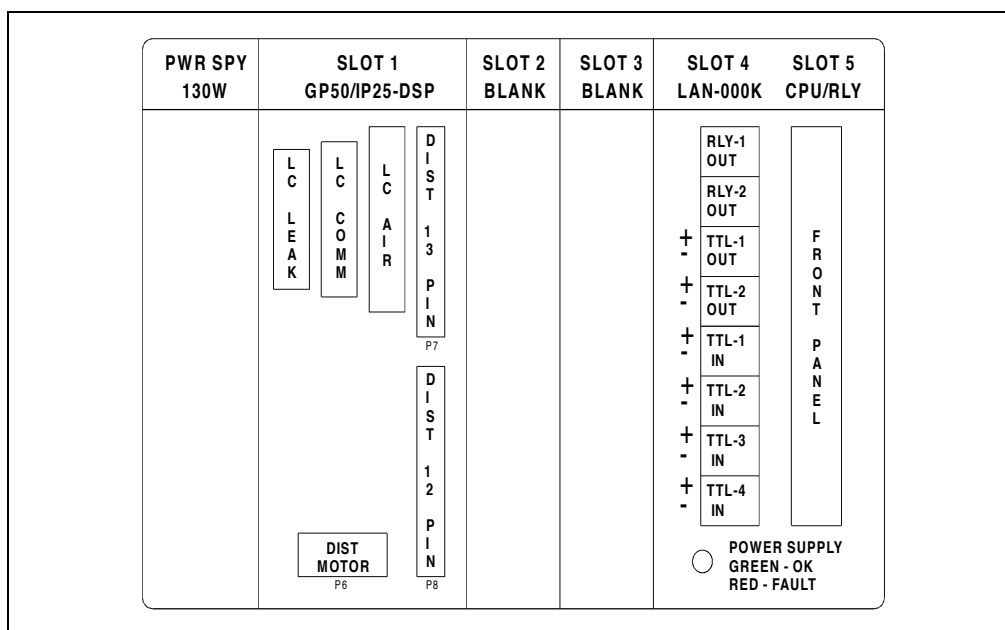 PWR SPY
130W
SLOT 1
GP50/IP25-DSP
SLOT 2
BLANK
SLOT 3
BLANK
SLOT 4
LAN-000K
SLOT 5
CPU/RLY
LC LEAK
LC COMM
LC AIR
DIST 13 PIN
P7
DIST 12 PIN
P8
DIST
MOTOR
P6
RLY-1
OUT
RLY-2
OUT
+
-
TTL-1
OUT
+
-
TTL-2
OUT
+
-
TTL-1
IN
+
-
TTL-2
IN
+
-
TTL-3
IN
+
-
TTL-4
IN
FRONT PANEL
POWER SUPPLY
GREEN - OK
RED - FAULT